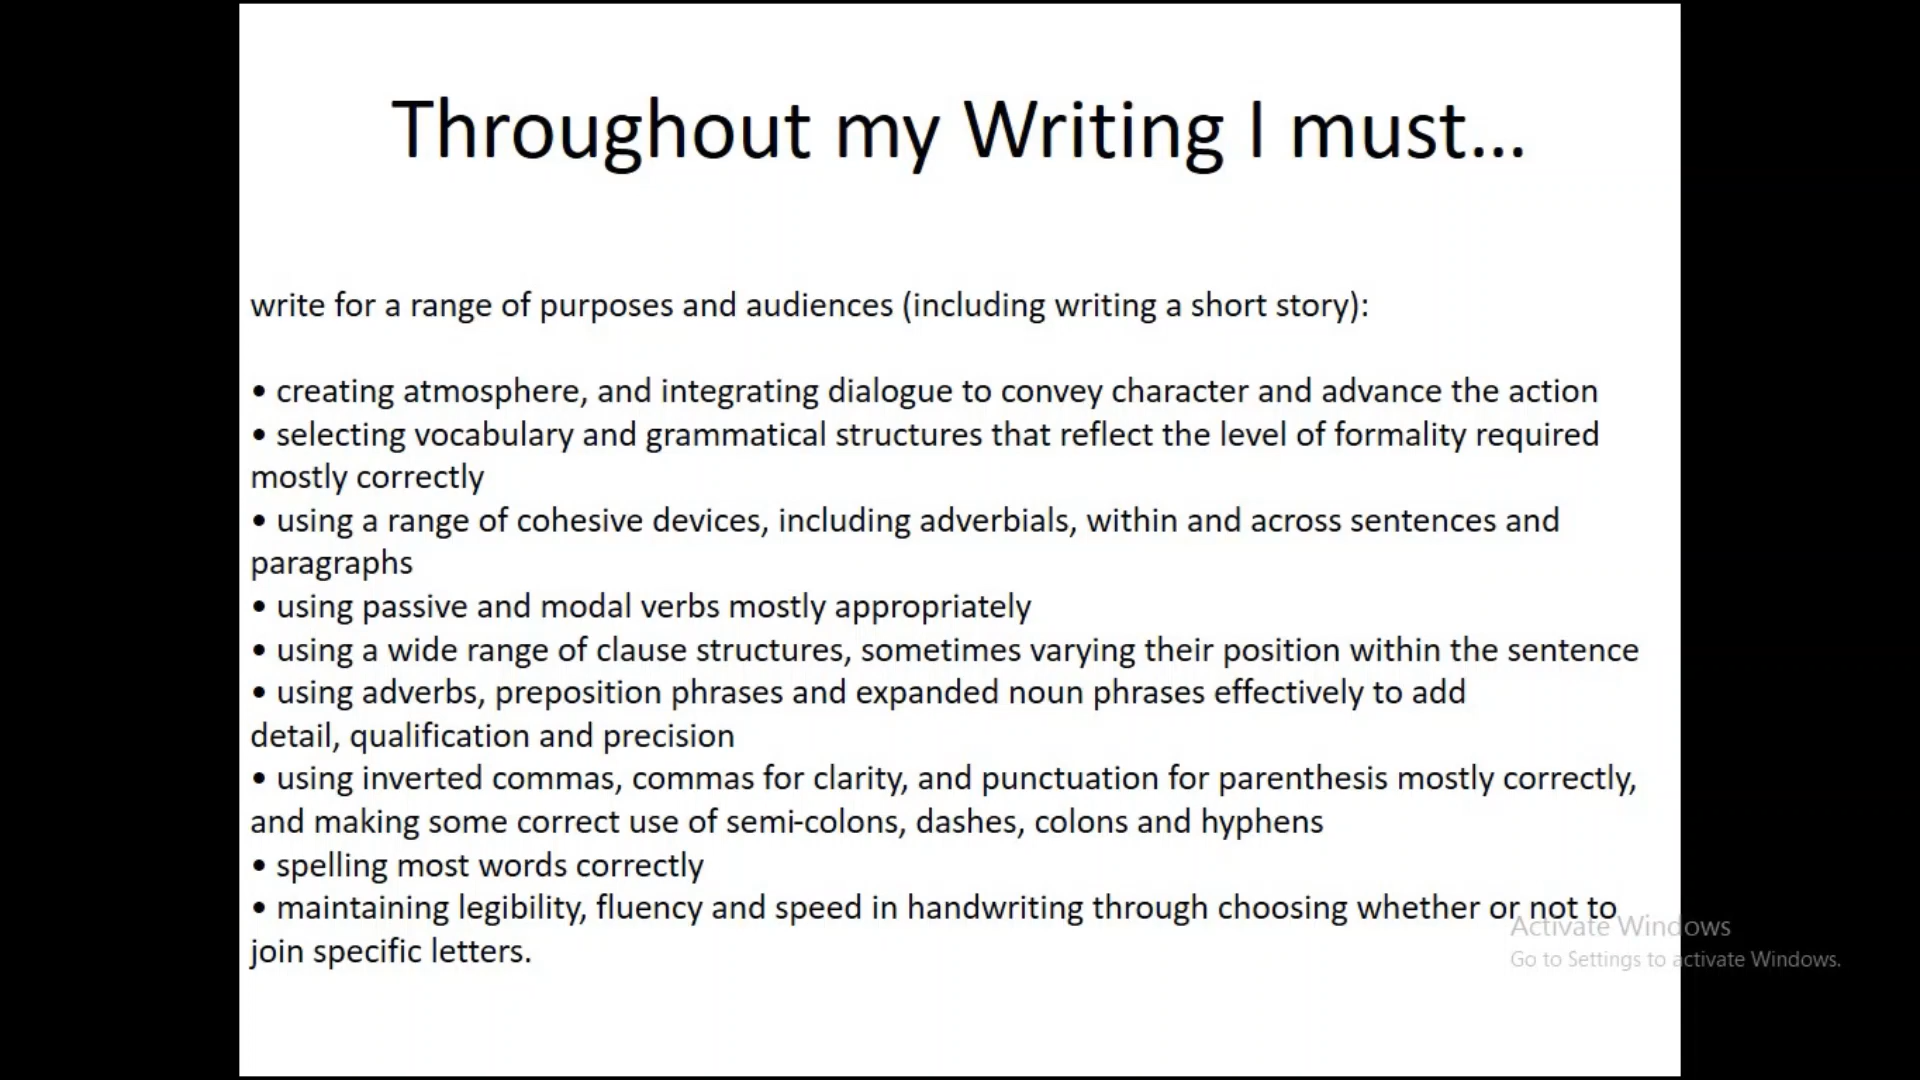 Throughout my Writing I must...
write for a range of purposes and audiences (including writing a short story):
• creating atmosphere, and integrating dialogue to convey character and advance the action
• selecting vocabulary and grammatical structures that reflect the level of formality required
mostly correctly
• using a range of cohesive devices, including adverbials, within and across sentences and
paragraphs
• using passive and modal verbs mostly appropriately
• using a wide range of clause structures, sometimes varying their position within the sentence
• using adverbs, preposition phrases and expanded noun phrases effectively to add
detail, qualification and precision
• using inverted commas, commas for clarity, and punctuation for parenthesis mostly correctly,
and making some correct use of semi-colons, dashes, colons and hyphens
• spelling most words correctly
• maintaining legibility, fluency and speed in handwriting through choosing whether or not to
join specific letters.
Activate Windows
Go to Settings to activate Windows.